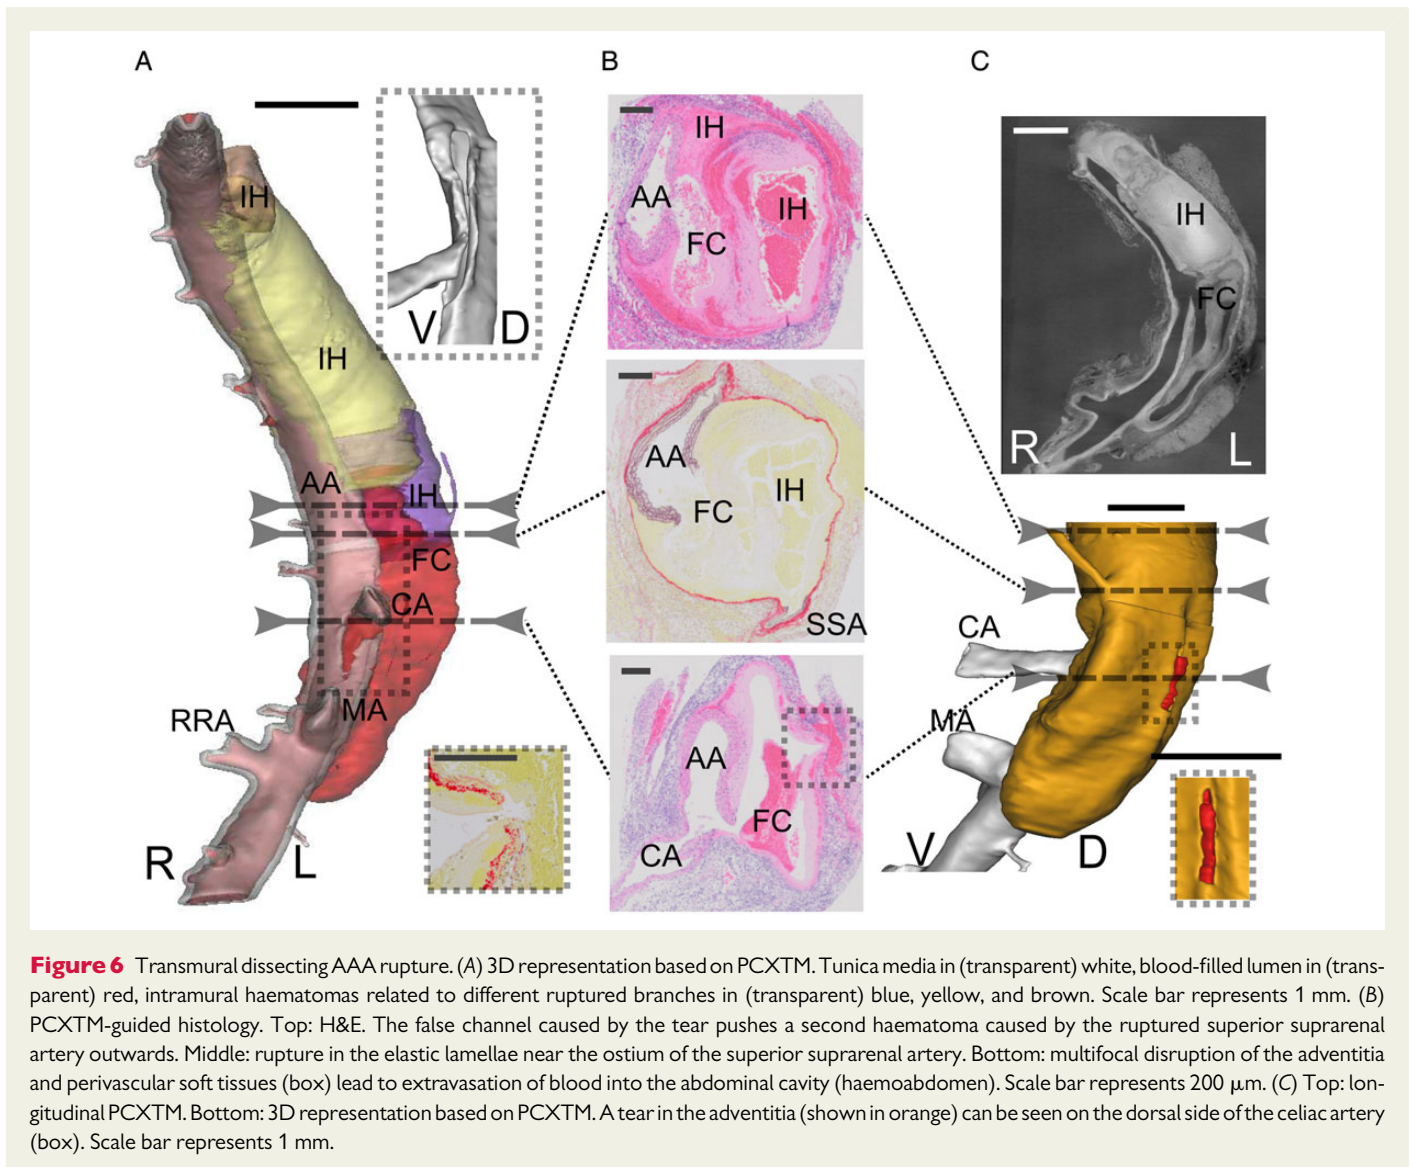 A
B
C
IH
IH
V D
AA
IH
FC
CA
RRA
MA
R
L
IH
AA
IH
FC
AA
IH
FC
SSA
AA
FC
CA
IH
FC
R
L
CA
MA
V
D
Figure 6 Transmural dissecting AAA rupture. (A) 3D representation based on PCXTM. Tunica media in (transparent) white, blood-filled lumen in (trans-
parent) red, intramural haematomas related to different ruptured branches in (transparent) blue, yellow, and brown. Scale bar represents 1 mm. (B)
PCXTM-guided histology. Top: H&E. The false channel caused by the tear pushes a second haematoma caused by the ruptured superior suprarenal
artery outwards. Middle: rupture in the elastic lamellae near the ostium of the superior suprarenal artery. Bottom: multifocal disruption of the adventitia
and perivascular soft tissues (box) lead to extravasation of blood into the abdominal cavity (haemoabdomen). Scale bar represents 200 μm. (C) Top: lon-
gitudinal PCXTM. Bottom: 3D representation based on PCXTM. A tear in the adventitia (shown in orange) can be seen on the dorsal side of the celiac artery
(box). Scale bar represents 1 mm.